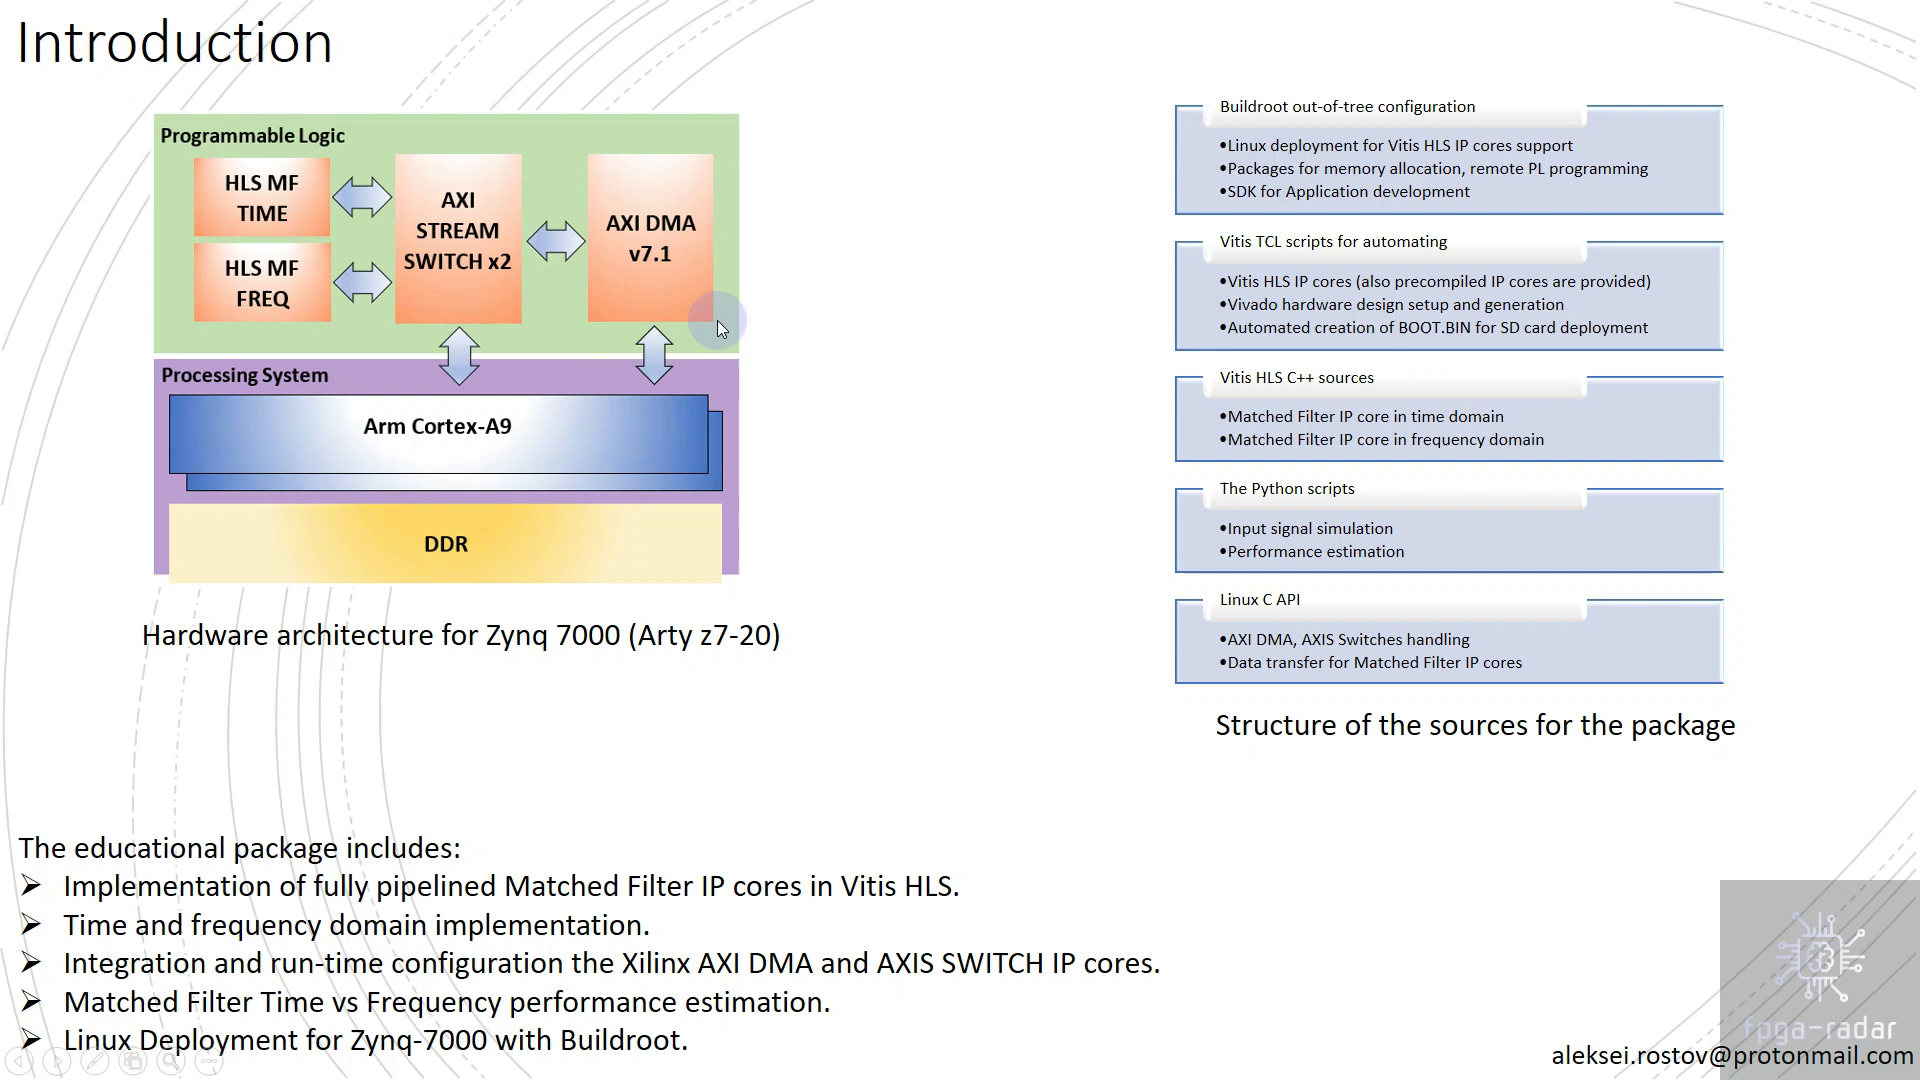 Introduction
Programmable Logic
HLS MF
TIME
HLS MF
FREQ
AXI
STREAM
SWITCH x2
AXI DMA
v7.1
Processing System
Arm Cortex-A9
DDR
Hardware architecture for Zynq 7000 (Arty z7-20)
Buildroot out-of-tree configuration
•Linux deployment for Vitis HLS IP cores support
•Packages for memory allocation, remote PL programming
•SDK for Application development
Vitis TCL scripts for automating
•Vitis HLS IP cores (also precompiled IP cores are provided)
•Vivado hardware design setup and generation
•Automated creation of BOOT.BIN for SD card deployment
Vitis HLS C++ sources
•Matched Filter IP core in time domain
•Matched Filter IP core in frequency domain
The Python scripts
•Input signal simulation
•Performance estimation
Linux C API
•AXI DMA, AXIS Switches handling
•Data transfer for Matched Filter IP cores
Structure of the sources for the package
The educational package includes:
➢ Implementation of fully pipelined Matched Filter IP cores in Vitis HLS.
➢ Time and frequency domain implementation.
➢ Integration and run-time configuration the Xilinx AXI DMA and AXIS SWITCH IP cores.
➢ Matched Filter Time vs Frequency performance estimation.
➢ Linux Deployment for Zynq-7000 with Buildroot.
fpga-radar
aleksei.rostov@protonmail.com